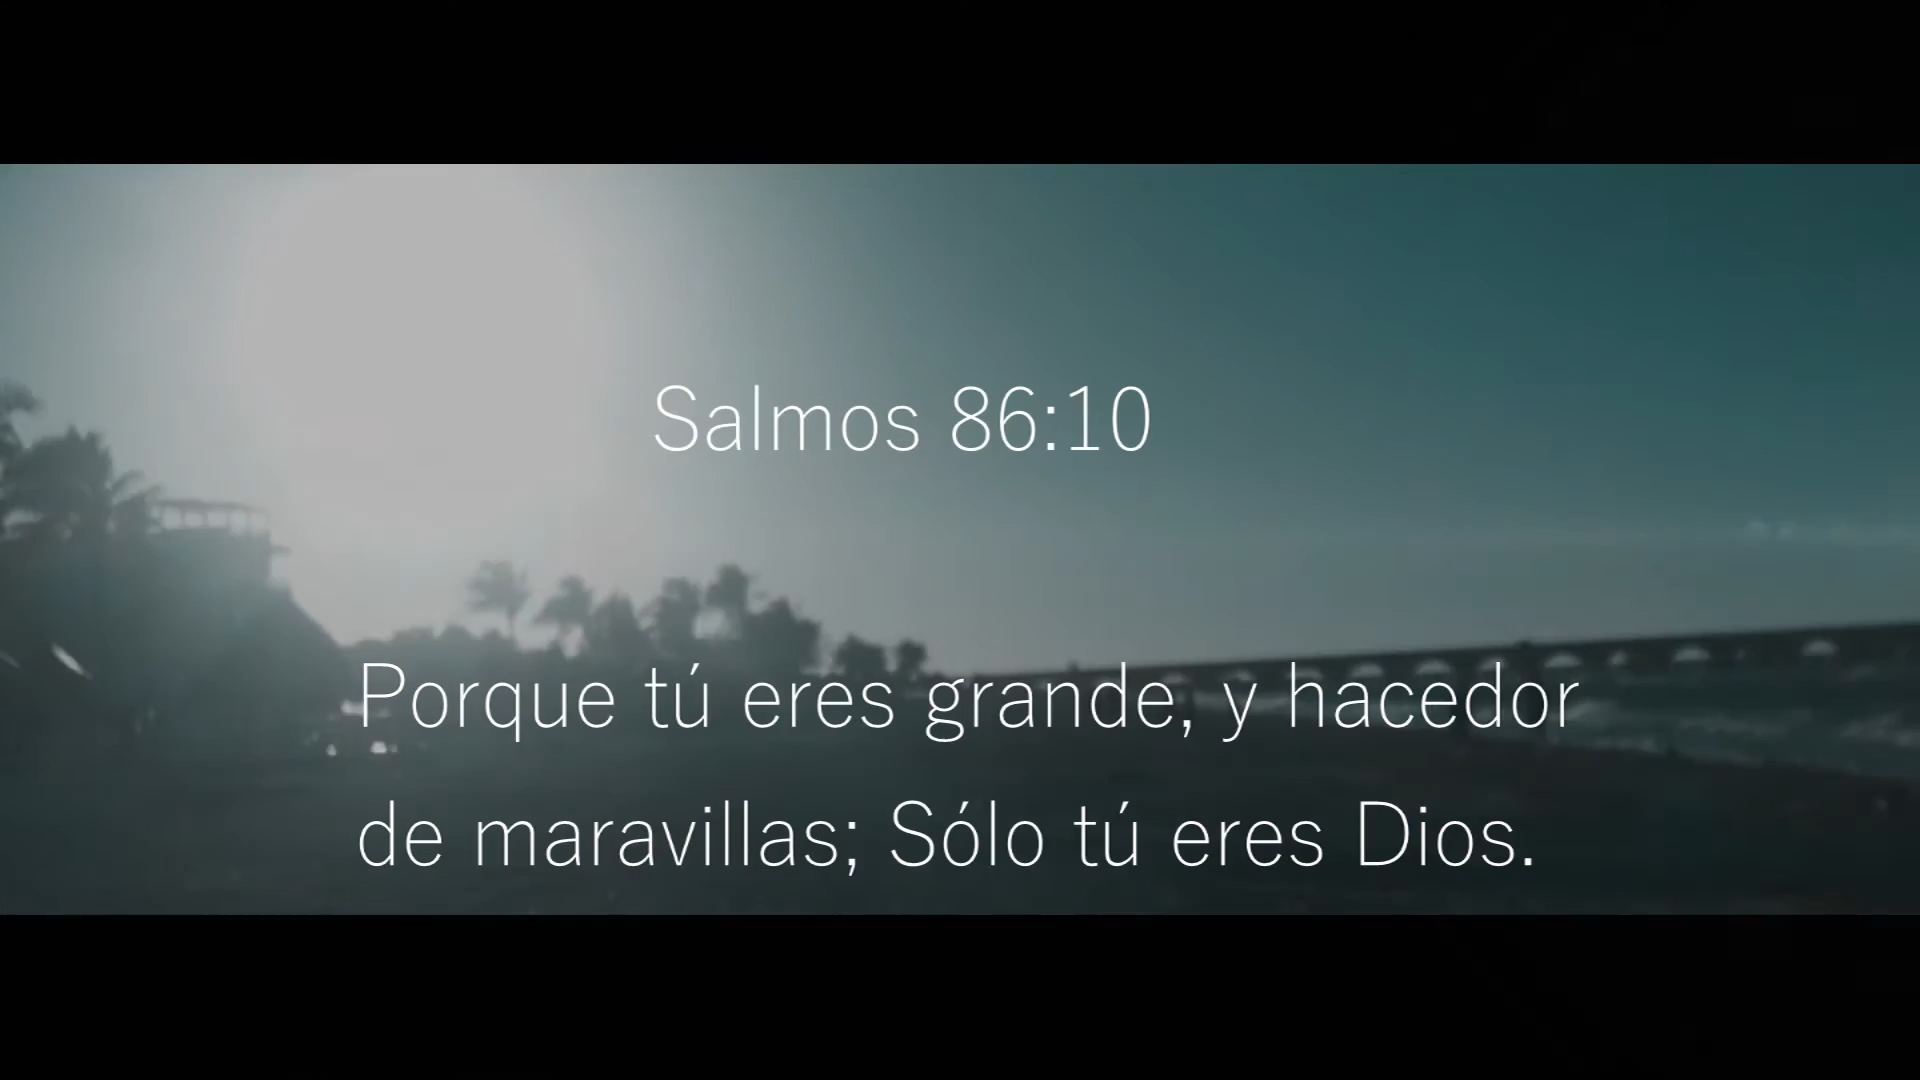 Salmos 86:10
Porque tú eres grande, y hacedor
de maravillas; Sólo tú eres Dios.